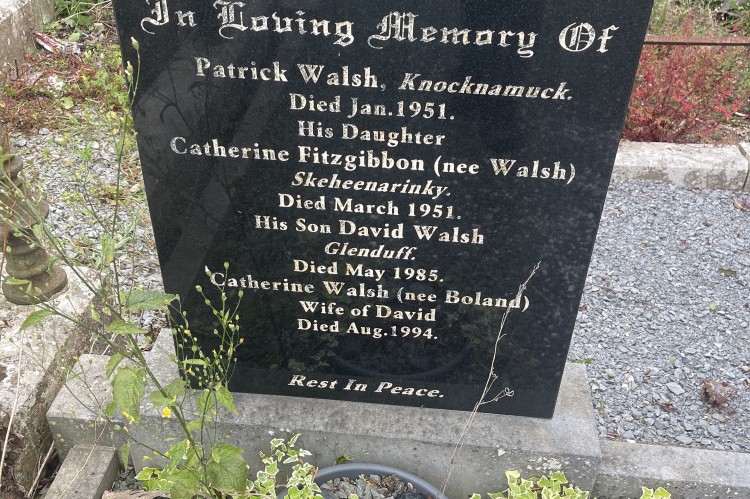 In Loving Memory Of
Patrick Walsh, Knocknamuck.
Died Jan.1951.
His Daughter
Catherine Fitzgibbon (nee Walsh)
Skeheenarinky.
Died March 1951.
His Son David Walsh
Glenduff.
Died May 1985.
Catherine Walsh (nee Boland)
Wife of David
Died Aug.1994.
Rest In Peace.